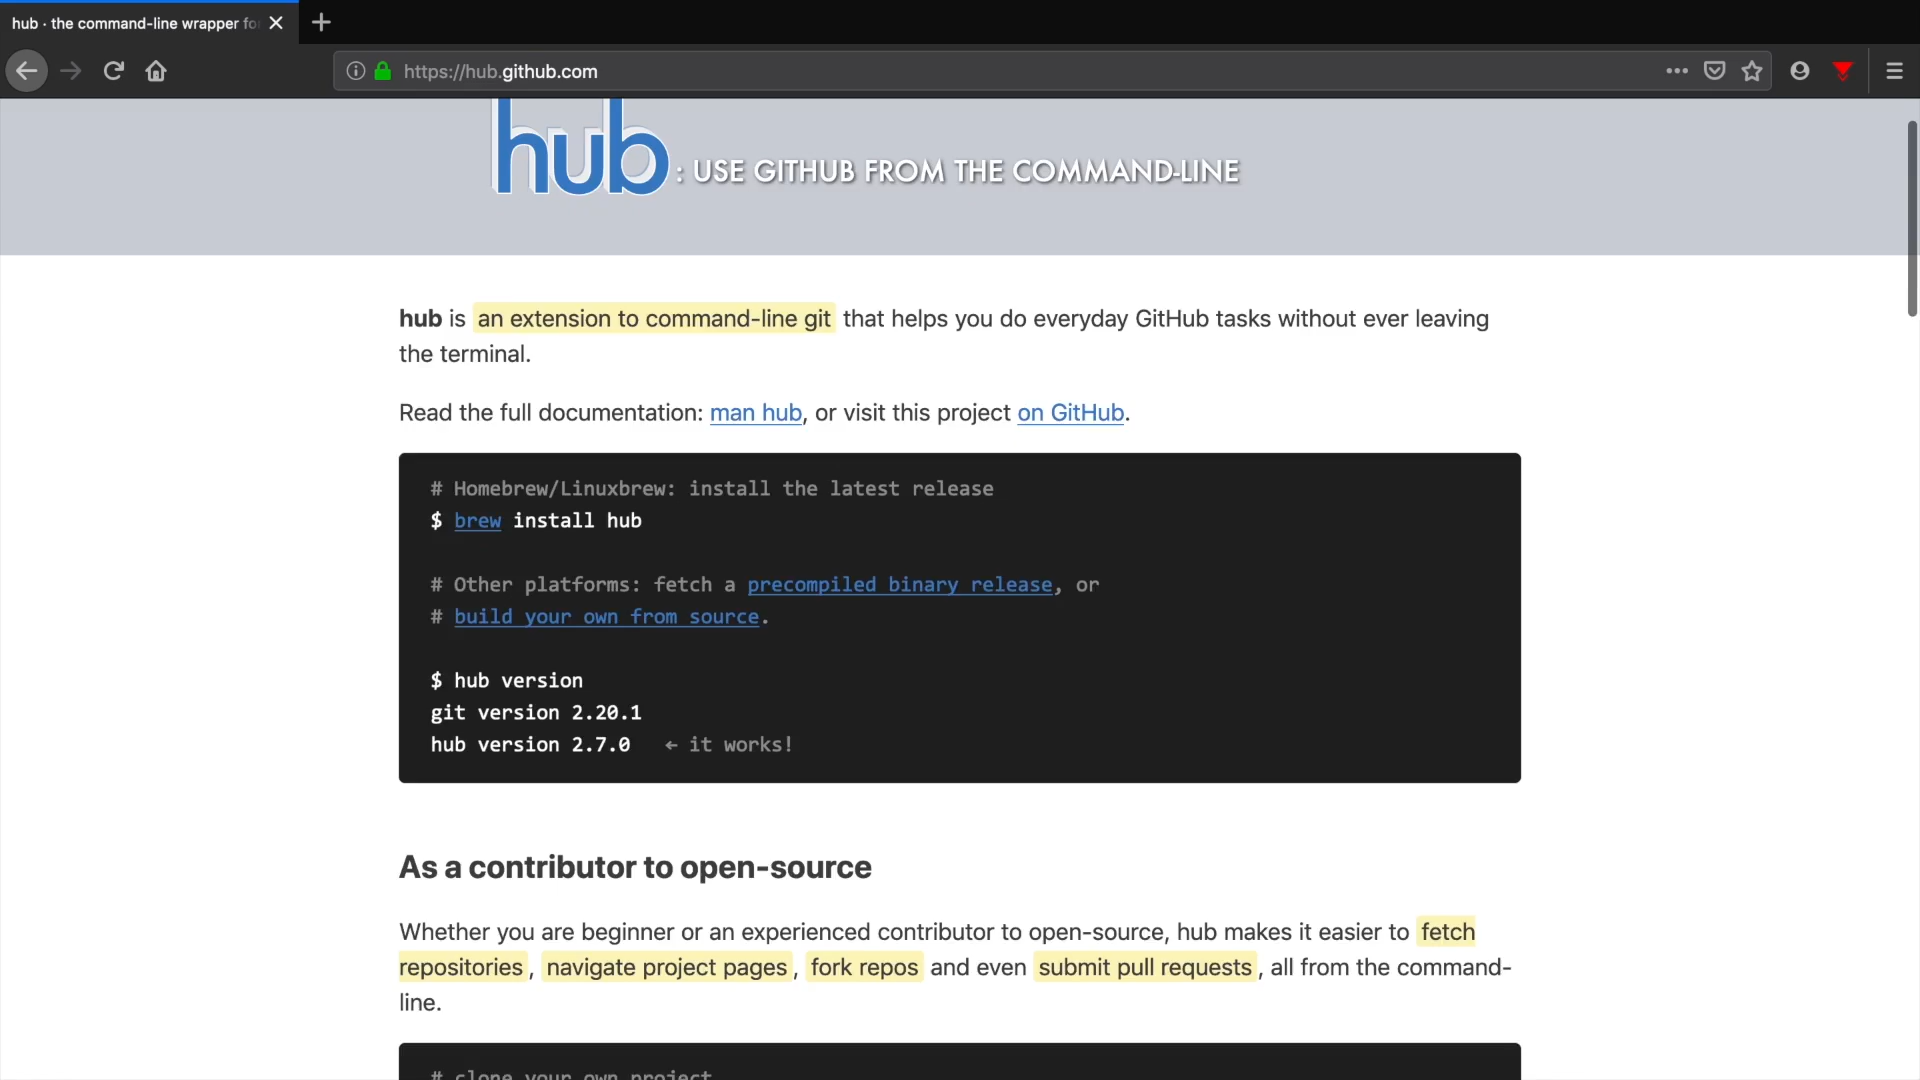 hub · the command-line wrapper fo
https://hub.github.com
hub : USE GITHUB FROM THE COMMAND-LINE
hub is an extension to command-line git that helps you do everyday GitHub tasks without ever leaving
the terminal.
Read the full documentation: man hub, or visit this project on GitHub.
# Homebrew/Linuxbrew: install the latest release
$ brew install hub
# Other platforms: fetch a precompiled binary release, or
# build your own from source.
$ hub version
git version 2.20.1
hub version 2.7.0 ← it works!
As a contributor to open-source
Whether you are beginner or an experienced contributor to open-source, hub makes it easier to fetch
repositories, navigate project pages, fork repos and even submit pull requests, all from the command-
line.
# clone your own project